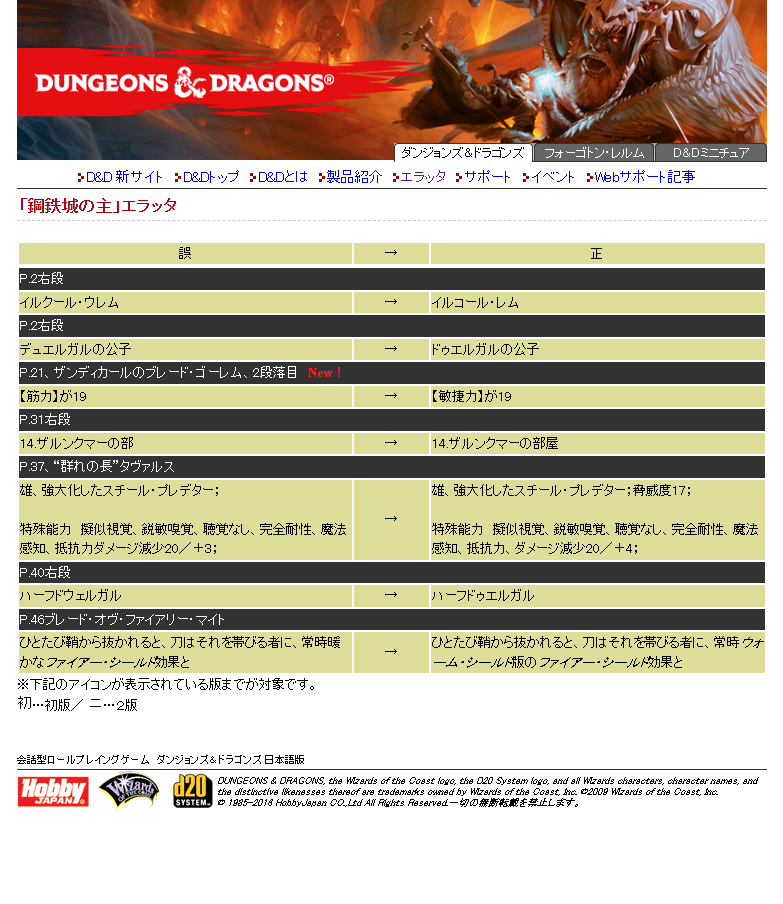 DUNGEONS & DRAGONS®
ダンジョンズ&ドラゴンズ フォーゴトン・レルム D&Dミニチュア
D&D 新サイト D&Dトップ D&Dとは 製品紹介 エラッタ サポート イベント Webサポート記事
「鋼鉄城の主」エラッタ
誤 → 正
P.2右段
イルクール・ウレム → イルコール・レム
P.2右段
デュエルガルの公子 → ドゥエルガルの公子
P.21、ザンディカールのブレード・ゴーレム、2段落目 New！
【筋力】が19 → 【敏捷力】が19
P.31右段
14.ザルンクマーの部 → 14.ザルンクマーの部屋
P.37、“群れの長”タヴァルス
雄、強大化したスチール・プレデター；
特殊能力　擬似視覚、鋭敏嗅覚、聴覚なし、完全耐性、魔法
感知、抵抗力ダメージ減少20／＋3；
→
雄、強大化したスチール・プレデター；脅威度17；
特殊能力　擬似視覚、鋭敏嗅覚、聴覚なし、完全耐性、魔法
感知、抵抗力、ダメージ減少20／＋4；
P.40右段
ハーフドウェルガル → ハーフドゥエルガル
P.46ブレード・オヴ・ファイアリー・マイト
ひとたび鞘から抜かれると、刀はそれを帯びる者に、常時暖
かなファイアー・シールド効果と
→
ひとたび鞘から抜かれると、刀はそれを帯びる者に、常時ウォ
ーム・シールド版のファイアー・シールド効果と
※下記のアイコンが表示されている版までが対象です。
初…初版／ 二…2版
会話型ロールプレイングゲーム　ダンジョンズ&ドラゴンズ日本語版
Hobby
JAPAN
WIZARDS
OF THE COAST
d20
SYSTEM
DUNGEONS & DRAGONS, the Wizards of the Coast logo, the D20 System logo, and all Wizards characters, character names, and
the distinctive likenesses thereof are trademarks owned by Wizards of the Coast, Inc. ©2009 Wizards of the Coast, Inc.
© 1985-2016 HobbyJapan CO.,Ltd All Rights Reserved.一切の無断転載を禁止します。